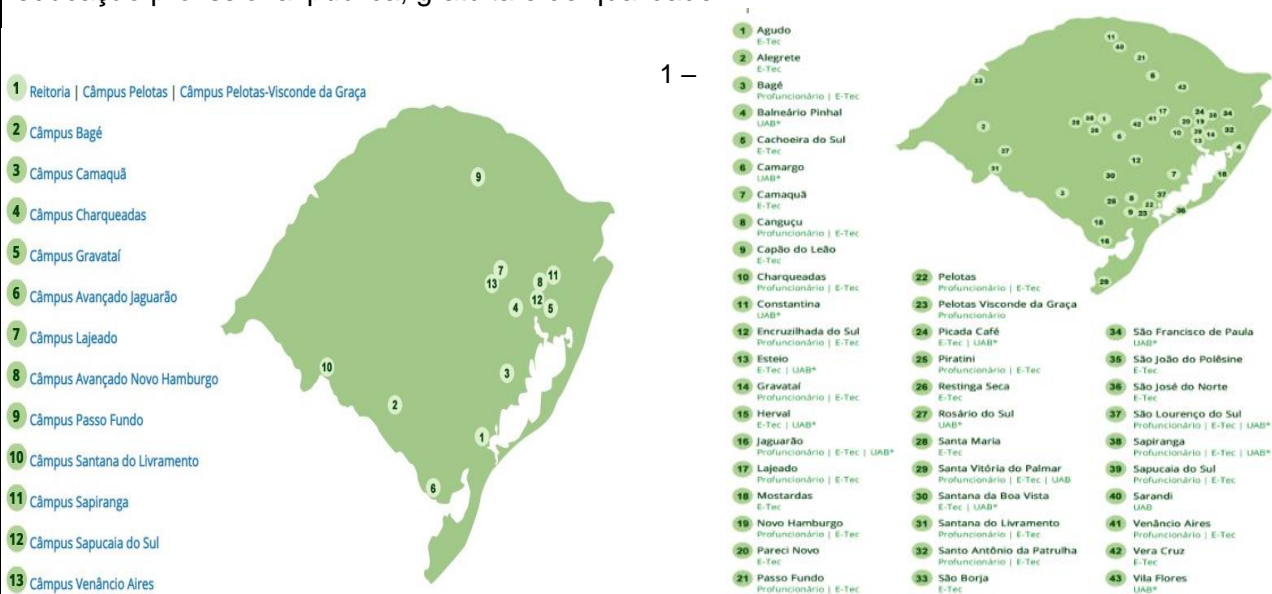 1 Reitoria | Câmpus Pelotas | Câmpus Pelotas-Visconde da Graça
2 Câmpus Bagé
3 Câmpus Camaquã
4 Câmpus Charqueadas
5 Câmpus Gravataí
6 Câmpus Avançado Jaguarão
7 Câmpus Lajeado
8 Câmpus Avançado Novo Hamburgo
9 Câmpus Passo Fundo
10 Câmpus Santana do Livramento
11 Câmpus Sapiranga
12 Câmpus Sapucaia do Sul
13 Câmpus Venâncio Aires
9
7
13
11
8
12
4
5
10
3
2
1
6
1 –
1 Agudo
E-Tec
2 Alegrete
E-Tec
3 Bagé
Profuncionário | E-Tec
4 Balneário Pinhal
UAB*
5 Cachoeira do Sul
E-Tec
6 Camargo
UAB*
7 Camaquã
E-Tec
8 Canguçu
Profuncionário | E-Tec
9 Capão do Leão
E-Tec
10 Charqueadas
Profuncionário | E-Tec
11 Constantina
UAB*
12 Encruzilhada do Sul
Profuncionário | E-Tec
13 Esteio
E-Tec | UAB*
14 Gravataí
Profuncionário | E-Tec
15 Herval
E-Tec | UAB*
16 Jaguarão
Profuncionário | E-Tec | UAB*
17 Lajeado
Profuncionário | E-Tec
18 Mostardas
E-Tec
19 Novo Hamburgo
Profuncionário | E-Tec
20 Pareci Novo
E-Tec
21 Passo Fundo
Profuncionário | E-Tec
22 Pelotas
Profuncionário | E-Tec
23 Pelotas Visconde da Graça
Profuncionário
24 Picada Café
E-Tec | UAB*
25 Piratini
Profuncionário | E-Tec
26 Restinga Seca
E-Tec
27 Rosário do Sul
UAB*
28 Santa Maria
E-Tec
29 Santa Vitória do Palmar
Profuncionário | E-Tec | UAB
30 Santana da Boa Vista
E-Tec | UAB*
31 Santana do Livramento
Profuncionário | E-Tec
32 Santo Antônio da Patrulha
Profuncionário | E-Tec
33 São Borja
E-Tec
34 São Francisco de Paula
UAB*
35 São João do Polêsine
E-Tec
36 São José do Norte
E-Tec
37 São Lourenço do Sul
Profuncionário | E-Tec | UAB*
38 Sapiranga
Profuncionário | E-Tec | UAB*
39 Sapucaia do Sul
Profuncionário | E-Tec
40 Sarandi
UAB
41 Venâncio Aires
Profuncionário | E-Tec
42 Vera Cruz
E-Tec
43 Vila Flores
UAB*